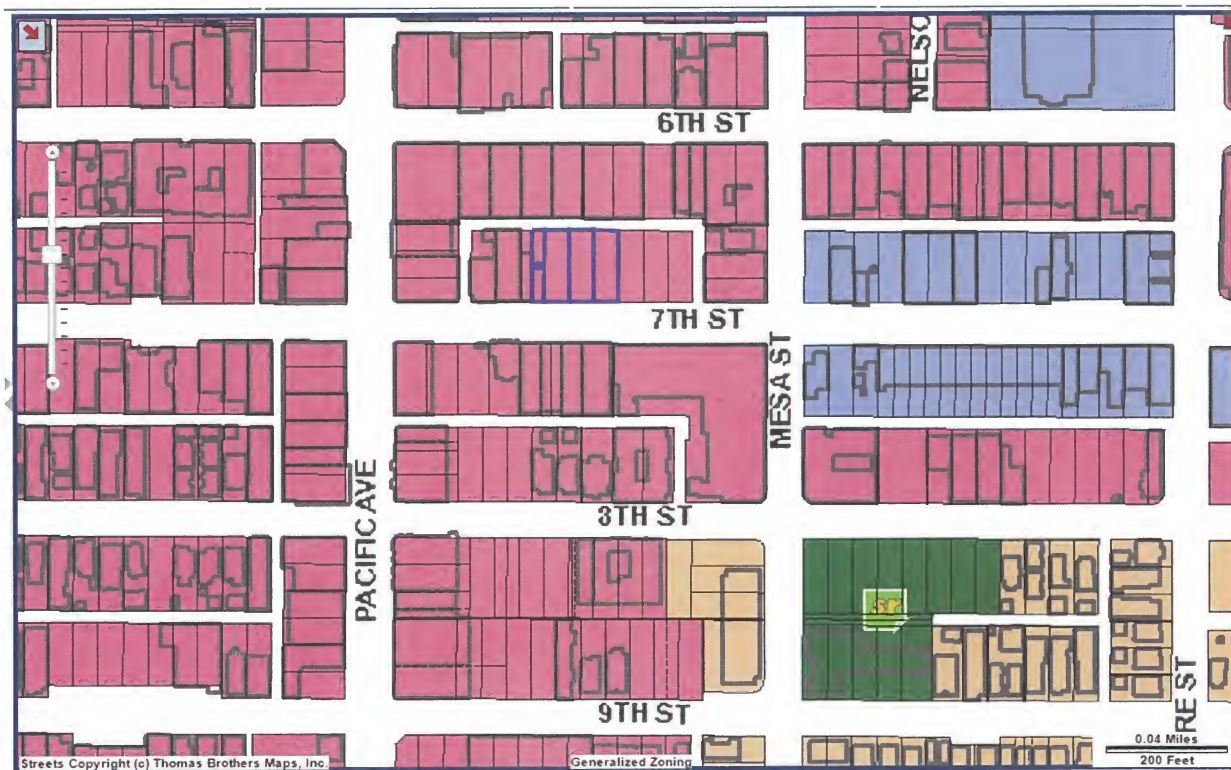 NELSO
6TH ST
7TH ST
MESA ST
PACIFIC AVE
8TH ST
9TH ST
RE ST
0.04 Miles
200 Feet
Streets Copyright (c) Thomas Brothers Maps, Inc.
Generalized Zoning